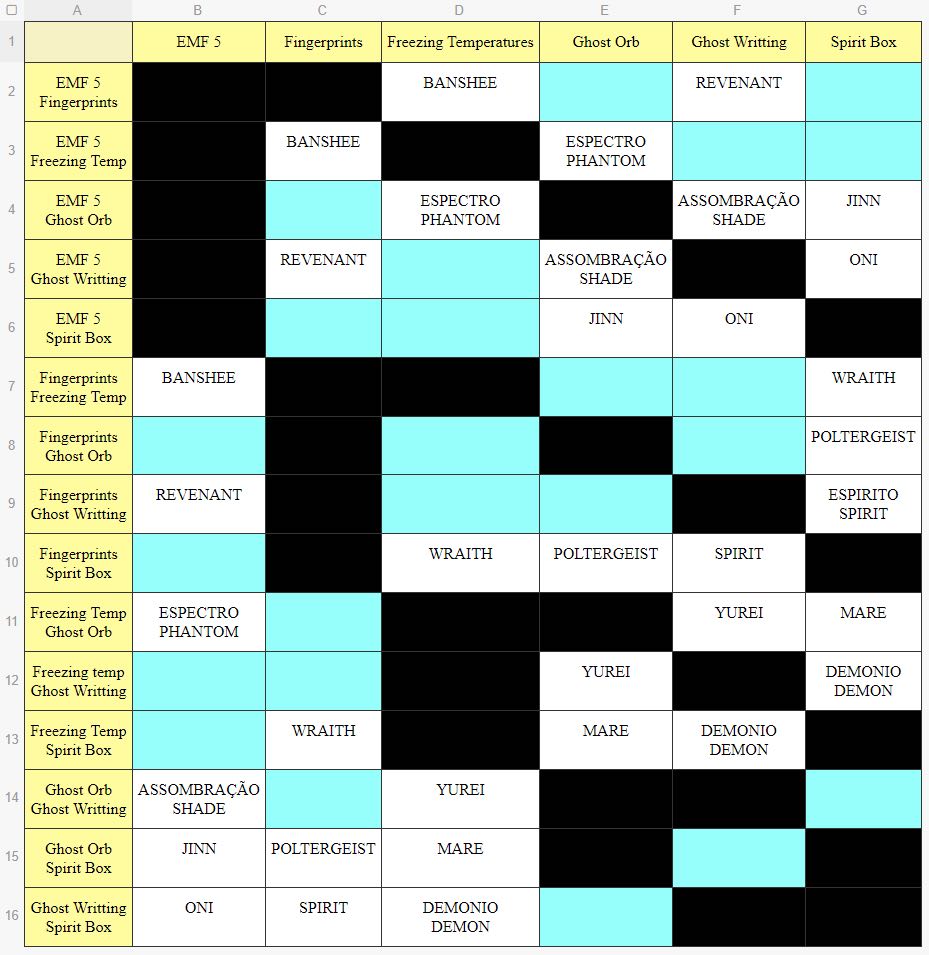 A B C D E F G
1 EMF 5 Fingerprints Freezing Temperatures Ghost Orb Ghost Writting Spirit Box
2 EMF 5 Fingerprints BANSHEE REVENANT
3 EMF 5 Freezing Temp BANSHEE ESPECTRO PHANTOM
4 EMF 5 Ghost Orb ESPECTRO PHANTOM ASSOMBRAÇÃO SHADE JINN
5 EMF 5 Ghost Writting REVENANT ASSOMBRAÇÃO SHADE ONI
6 EMF 5 Spirit Box JINN ONI
7 Fingerprints Freezing Temp BANSHEE WRAITH
8 Fingerprints Ghost Orb POLTERGEIST
9 Fingerprints Ghost Writting REVENANT ESPIRITO SPIRIT
10 Fingerprints Spirit Box WRAITH POLTERGEIST SPIRIT
11 Freezing Temp Ghost Orb ESPECTRO PHANTOM YUREI MARE
12 Freezing temp Ghost Writting YUREI DEMONIO DEMON
13 Freezing Temp Spirit Box WRAITH MARE DEMONIO DEMON
14 Ghost Orb Ghost Writting ASSOMBRAÇÃO SHADE YUREI
15 Ghost Orb Spirit Box JINN POLTERGEIST MARE
16 Ghost Writting Spirit Box ONI SPIRIT DEMONIO DEMON